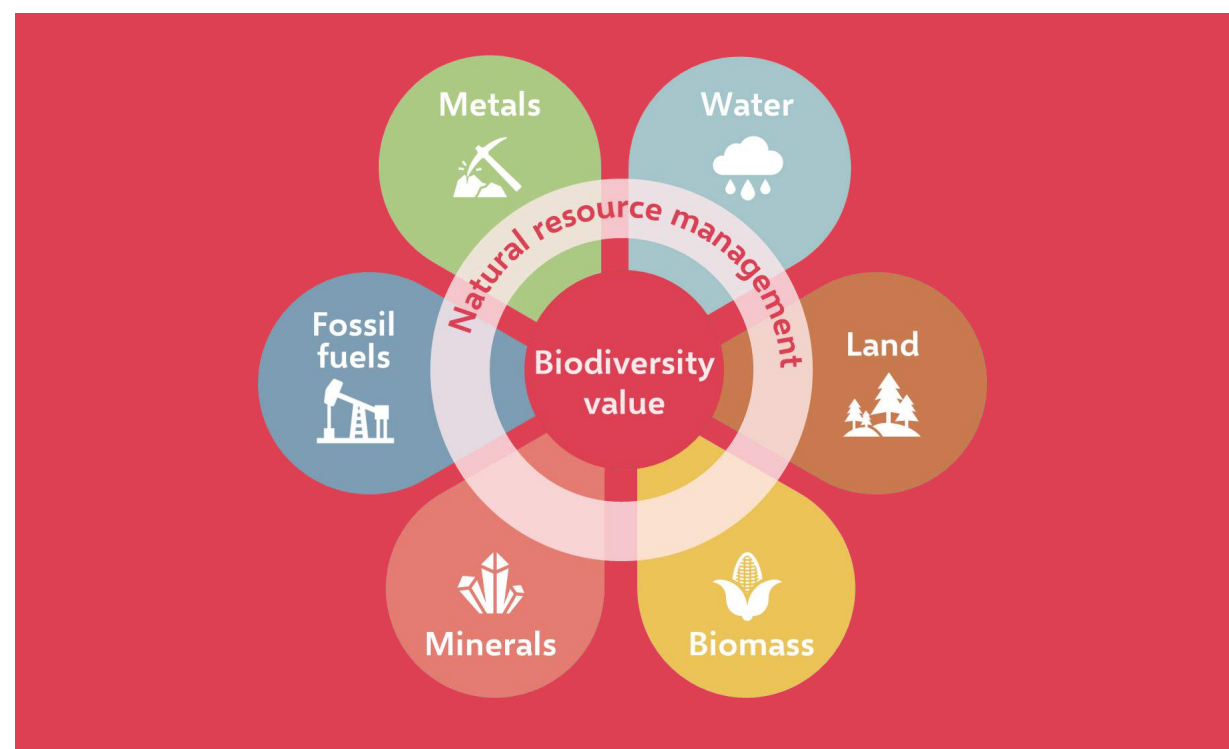 Metals
Water
Natural resource management
Fossil
fuels
Biodiversity
value
Land
Minerals
Biomass